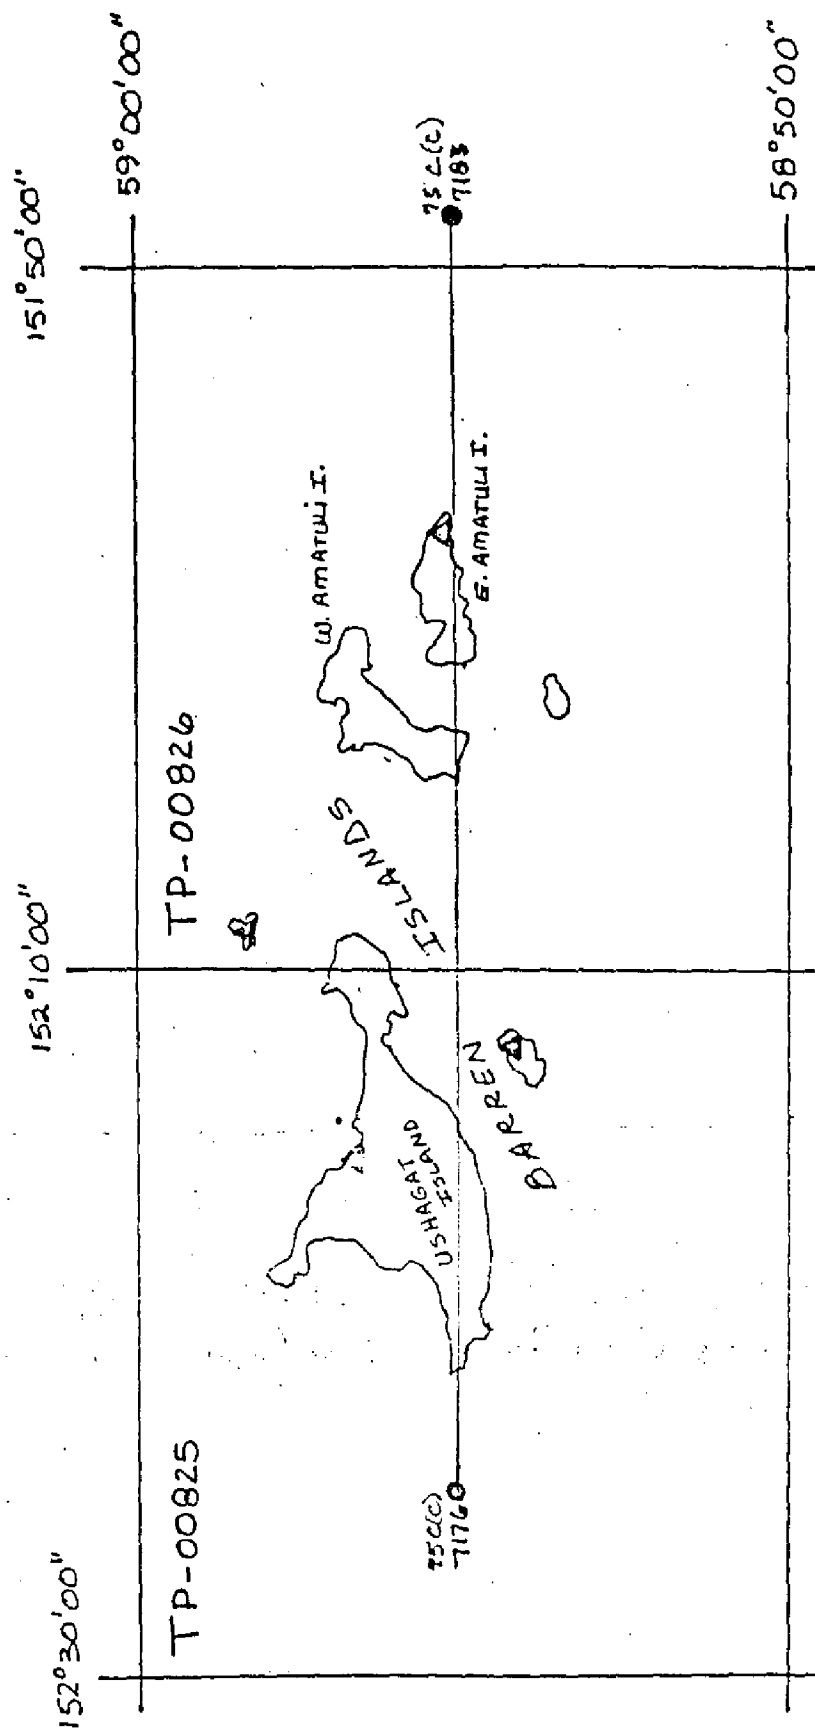 152°30'00"
152°10'00"
151°50'00"
59°00'00"
TP-00825
TP-00826
W. AMATULI I.
ISLANDS
75C(C)
7176
USHAGAT
ISLAND
75 C(C)
7183
E. AMATULI I.
BARREN
58°50'00"